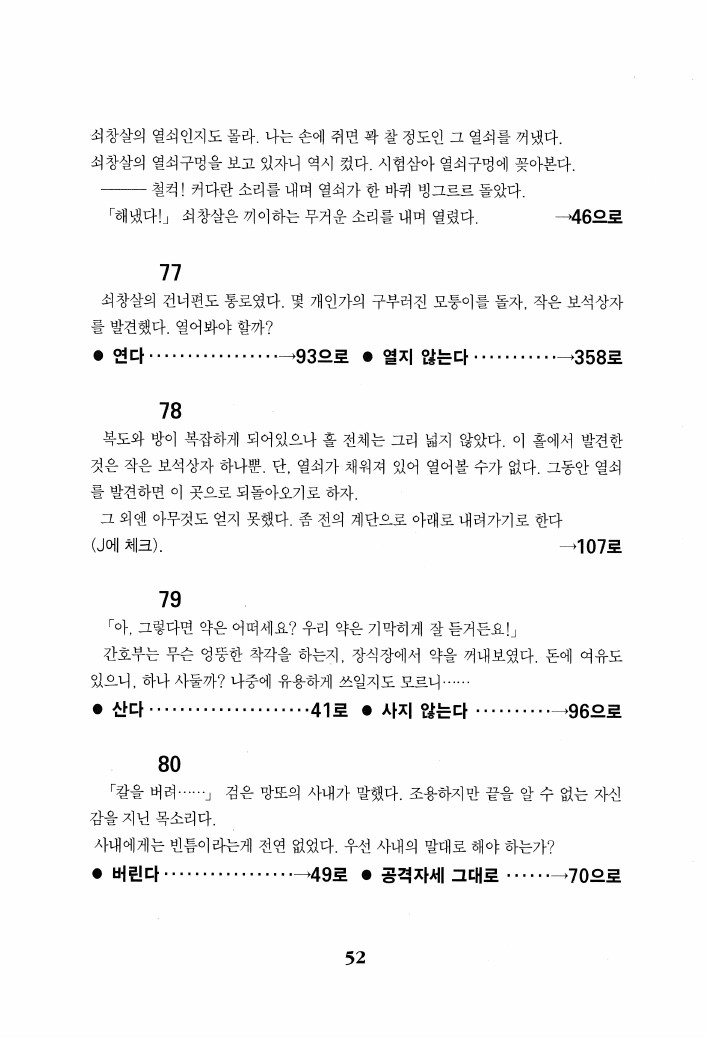 쇠창살의 열쇠인지도 몰라. 나는 손에 쥐면 꽉 찰 정도인 그 열쇠를 꺼냈다.
쇠창살의 열쇠구멍을 보고 있자니 역시 컸다. 시험삼아 열쇠구멍에 꽂아본다.
――― 철컥! 커다란 소리를 내며 열쇠가 한 바퀴 빙그르르 돌았다.
「해냈다!」 쇠창살은 끼이하는 무거운 소리를 내며 열렸다. →46으로
77
쇠창살의 건너편도 통로였다. 몇 개인가의 구부러진 모퉁이를 돌자, 작은 보석상자
를 발견했다. 열어봐야 할까?
● 연다 ·················→93으로 ● 열지 않는다 ···········→358로
78
복도와 방이 복잡하게 되어있으나 홀 전체는 그리 넓지 않았다. 이 홀에서 발견한
것은 작은 보석상자 하나뿐. 단, 열쇠가 채워져 있어 열어볼 수가 없다. 그동안 열쇠
를 발견하면 이 곳으로 되돌아오기로 하자.
그 외엔 아무것도 얻지 못했다. 좀 전의 계단으로 아래로 내려가기로 한다
(J에 체크). →107로
79
「아, 그렇다면 약은 어떠세요? 우리 약은 기막히게 잘 듣거든요!」
간호부는 무슨 엉뚱한 착각을 하는지, 장식장에서 약을 꺼내보였다. 돈에 여유도
있으니, 하나 사둘까? 나중에 유용하게 쓰일지도 모르니······
● 산다 ·····················41로 ● 사지 않는다 ··········→96으로
80
「칼을 버려······」 검은 망또의 사내가 말했다. 조용하지만 끝을 알 수 없는 자신
감을 지닌 목소리다.
사내에게는 빈틈이라는게 전연 없었다. 우선 사내의 말대로 해야 하는가?
● 버린다 ·················→49로 ● 공격자세 그대로 ······→70으로
52